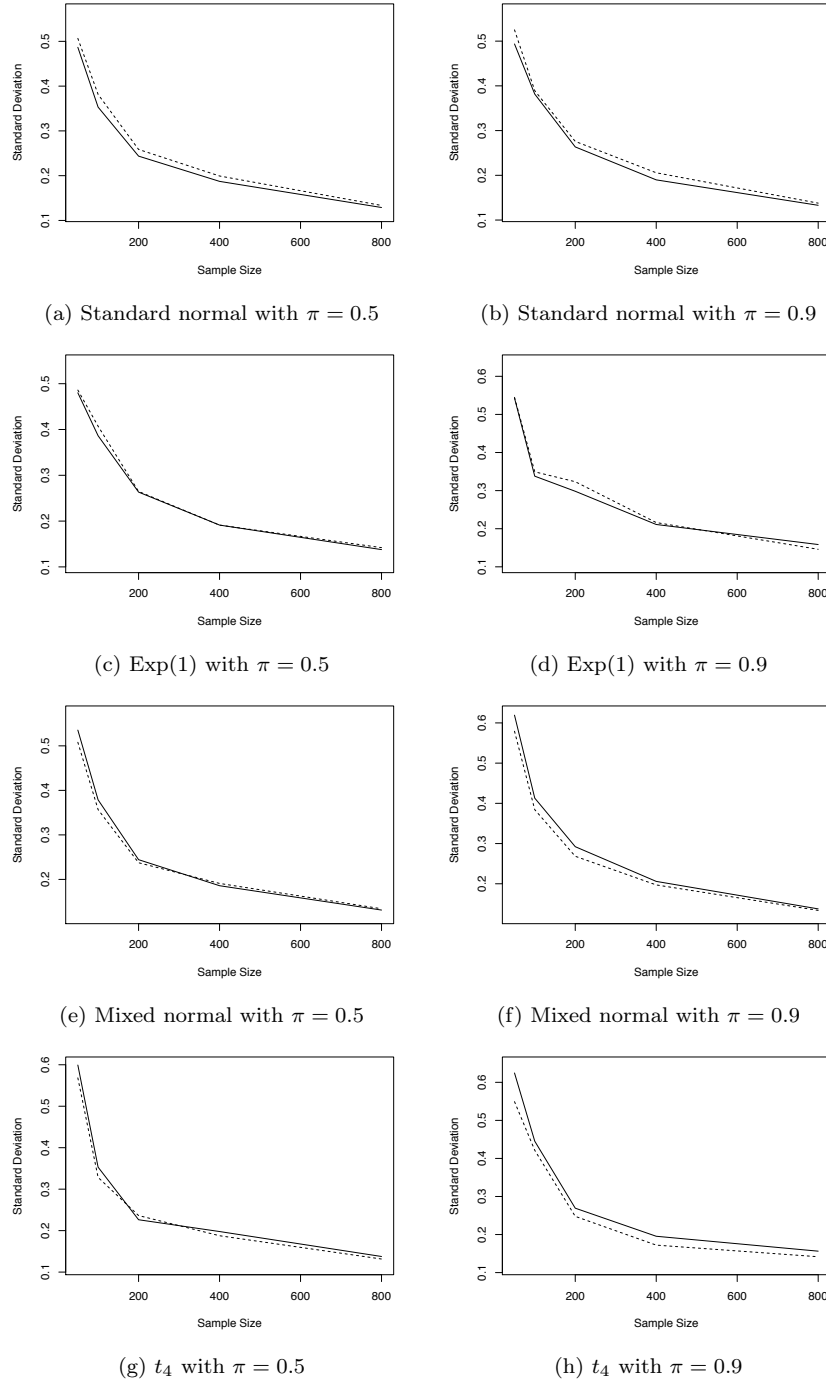 0.5
0.4
0.3
0.2
0.1
Standard Deviation
200 400 600 800
Sample Size
(a) Standard normal with π = 0.5
0.5
0.4
0.3
0.2
0.1
Standard Deviation
200 400 600 800
Sample Size
(b) Standard normal with π = 0.9
0.5
0.4
0.3
0.2
0.1
Standard Deviation
200 400 600 800
Sample Size
(c) Exp(1) with π = 0.5
0.6
0.5
0.4
0.3
0.2
0.1
Standard Deviation
200 400 600 800
Sample Size
(d) Exp(1) with π = 0.9
0.5
0.4
0.3
0.2
Standard Deviation
200 400 600 800
Sample Size
(e) Mixed normal with π = 0.5
0.6
0.5
0.4
0.3
0.2
Standard Deviation
200 400 600 800
Sample Size
(f) Mixed normal with π = 0.9
0.6
0.5
0.4
0.3
0.2
0.1
Standard Deviation
200 400 600 800
Sample Size
(g) t₄ with π = 0.5
0.6
0.5
0.4
0.3
0.2
0.1
Standard Deviation
200 400 600 800
Sample Size
(h) t₄ with π = 0.9